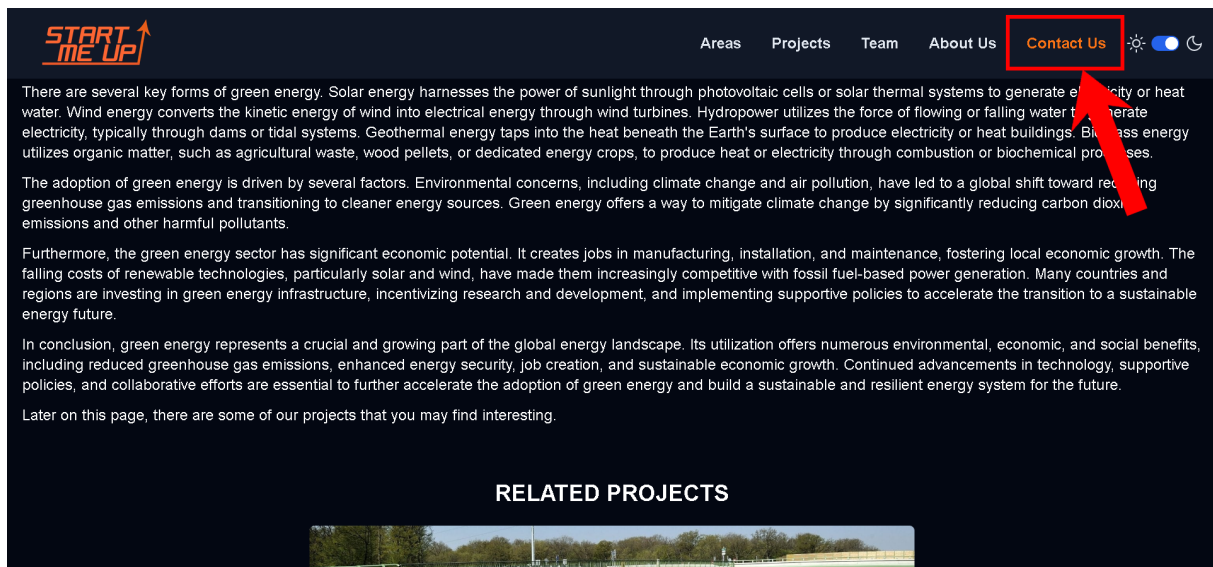 START
ME UP
Areas Projects Team About Us Contact Us
There are several key forms of green energy. Solar energy harnesses the power of sunlight through photovoltaic cells or solar thermal systems to generate electricity or heat
water. Wind energy converts the kinetic energy of wind into electrical energy through wind turbines. Hydropower utilizes the force of flowing or falling water to generate
electricity, typically through dams or tidal systems. Geothermal energy taps into the heat beneath the Earth's surface to produce electricity or heat buildings. Biomass energy
utilizes organic matter, such as agricultural waste, wood pellets, or dedicated energy crops, to produce heat or electricity through combustion or biochemical processes.
The adoption of green energy is driven by several factors. Environmental concerns, including climate change and air pollution, have led to a global shift toward reducing
greenhouse gas emissions and transitioning to cleaner energy sources. Green energy offers a way to mitigate climate change by significantly reducing carbon dioxide
emissions and other harmful pollutants.
Furthermore, the green energy sector has significant economic potential. It creates jobs in manufacturing, installation, and maintenance, fostering local economic growth. The
falling costs of renewable technologies, particularly solar and wind, have made them increasingly competitive with fossil fuel-based power generation. Many countries and
regions are investing in green energy infrastructure, incentivizing research and development, and implementing supportive policies to accelerate the transition to a sustainable
energy future.
In conclusion, green energy represents a crucial and growing part of the global energy landscape. Its utilization offers numerous environmental, economic, and social benefits,
including reduced greenhouse gas emissions, enhanced energy security, job creation, and sustainable economic growth. Continued advancements in technology, supportive
policies, and collaborative efforts are essential to further accelerate the adoption of green energy and build a sustainable and resilient energy system for the future.
Later on this page, there are some of our projects that you may find interesting.
RELATED PROJECTS